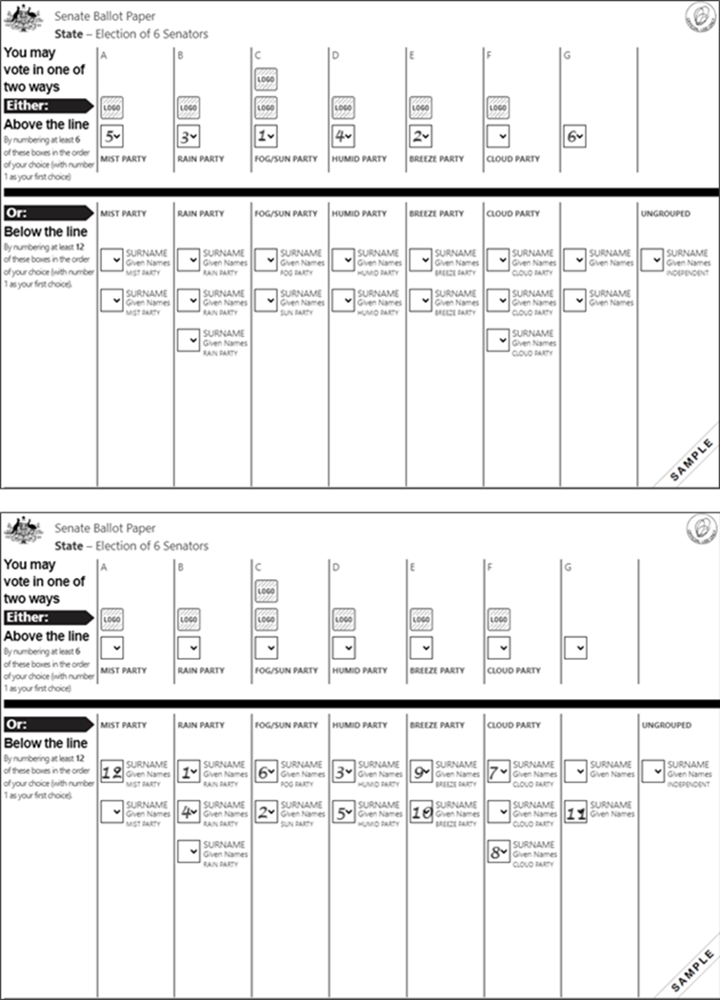 Senate Ballot Paper
State – Election of 6 Senators
You may
vote in one of
two ways
A B C D E F G
LOGO
Either:
LOGO LOGO LOGO LOGO LOGO LOGO
Above the line
By numbering at least 6
of these boxes in the order
of your choice (with number
1 as your first choice)
5 3 1 4 2 6
MIST PARTY RAIN PARTY FOG/SUN PARTY HUMID PARTY BREEZE PARTY CLOUD PARTY
Or:
MIST PARTY RAIN PARTY FOG/SUN PARTY HUMID PARTY BREEZE PARTY CLOUD PARTY UNGROUPED
Below the line
By numbering at least 12
of these boxes in the order
of your choice (with number
1 as your first choice).
SURNAME SURNAME SURNAME SURNAME SURNAME SURNAME SURNAME SURNAME
Given Names Given Names Given Names Given Names Given Names Given Names Given Names Given Names
MIST PARTY RAIN PARTY FOG PARTY HUMID PARTY BREEZE PARTY CLOUD PARTY INDEPENDENT
SURNAME SURNAME SURNAME SURNAME SURNAME SURNAME SURNAME
Given Names Given Names Given Names Given Names Given Names Given Names Given Names
MIST PARTY RAIN PARTY SUN PARTY HUMID PARTY BREEZE PARTY CLOUD PARTY
SURNAME SURNAME
Given Names Given Names
RAIN PARTY CLOUD PARTY
SAMPLE
Senate Ballot Paper
State – Election of 6 Senators
You may
vote in one of
two ways
A B C D E F G
LOGO
Either:
LOGO LOGO LOGO LOGO LOGO LOGO
Above the line
By numbering at least 6
of these boxes in the order
of your choice (with number
1 as your first choice)
MIST PARTY RAIN PARTY FOG/SUN PARTY HUMID PARTY BREEZE PARTY CLOUD PARTY
Or:
MIST PARTY RAIN PARTY FOG/SUN PARTY HUMID PARTY BREEZE PARTY CLOUD PARTY UNGROUPED
Below the line
By numbering at least 12
of these boxes in the order
of your choice (with number
1 as your first choice).
12 SURNAME 1 SURNAME 6 SURNAME 3 SURNAME 9 SURNAME 7 SURNAME SURNAME SURNAME
Given Names Given Names Given Names Given Names Given Names Given Names Given Names Given Names
MIST PARTY RAIN PARTY FOG PARTY HUMID PARTY BREEZE PARTY CLOUD PARTY INDEPENDENT
SURNAME 4 SURNAME 2 SURNAME 5 SURNAME 10 SURNAME SURNAME 11 SURNAME
Given Names Given Names Given Names Given Names Given Names Given Names Given Names
MIST PARTY RAIN PARTY SUN PARTY HUMID PARTY BREEZE PARTY CLOUD PARTY
SURNAME 8 SURNAME
Given Names Given Names
RAIN PARTY CLOUD PARTY
SAMPLE